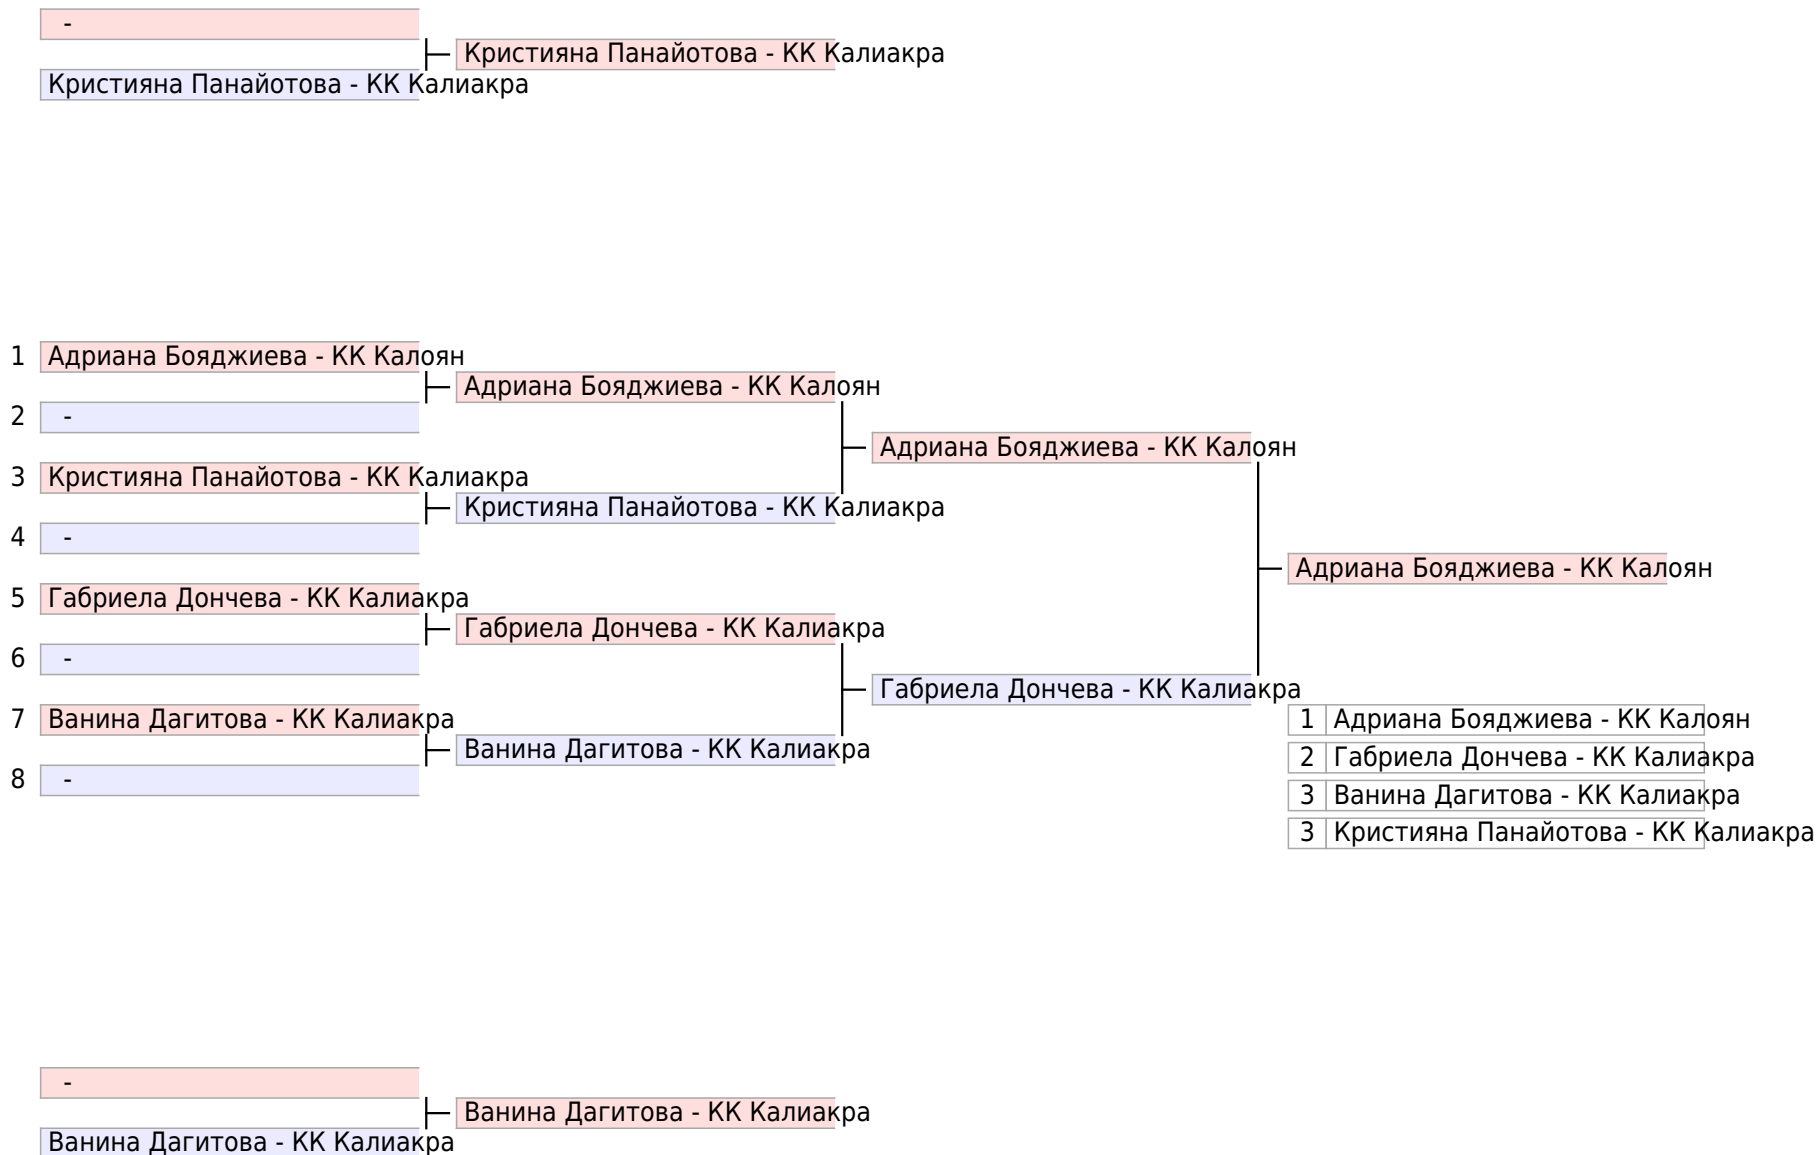 -
Кристияна Панайотова - КК Калиакра
Кристияна Панайотова - КК Калиакра
1 Адриана Бояджиева - КК Калоян
Адриана Бояджиева - КК Калоян
2 -
Адриана Бояджиева - КК Калоян
3 Кристияна Панайотова - КК Калиакра
Кристияна Панайотова - КК Калиакра
4 -
Адриана Бояджиева - КК Калоян
5 Габриела Дончева - КК Калиакра
Габриела Дончева - КК Калиакра
6 -
Габриела Дончева - КК Калиакра
7 Ванина Дагитова - КК Калиакра
1 Адриана Бояджиева - КК Калоян
Ванина Дагитова - КК Калиакра
2 Габриела Дончева - КК Калиакра
8 -
3 Ванина Дагитова - КК Калиакра
3 Кристияна Панайотова - КК Калиакра
-
Ванина Дагитова - КК Калиакра
Ванина Дагитова - КК Калиакра